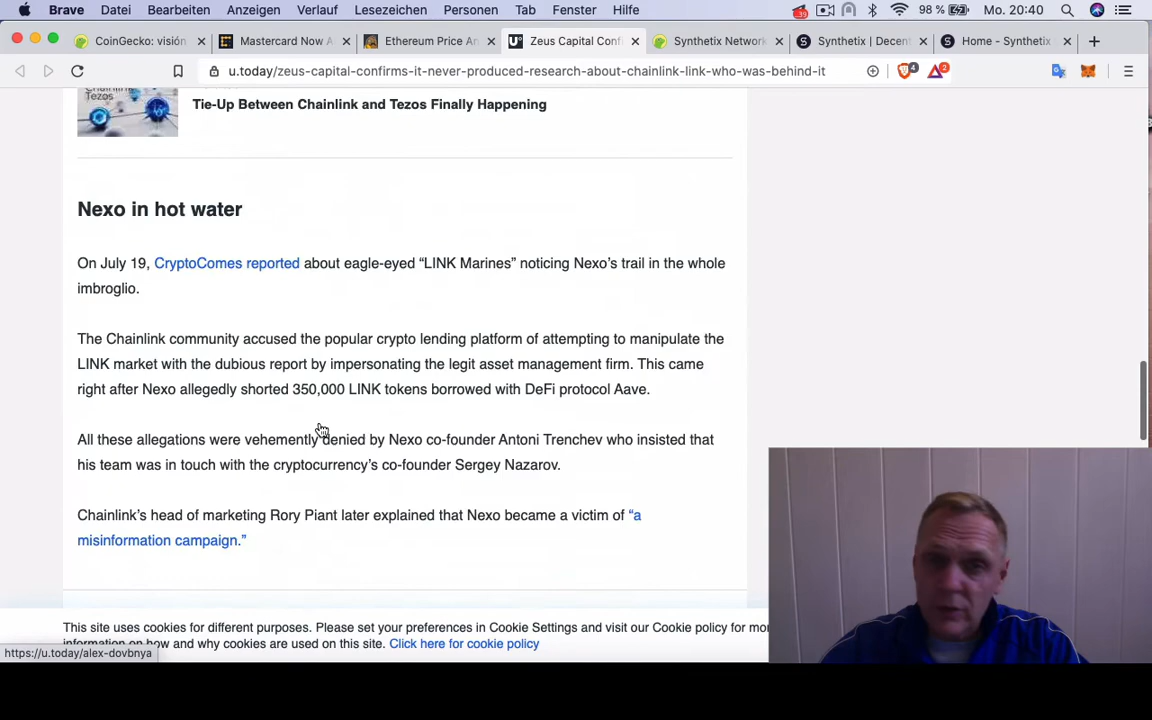 Brave Datei Bearbeiten Anzeigen Verlauf Lesezeichen Personen Tab Fenster Hilfe 98 % Mo. 20:40
CoinGecko: visión Mastercard Now A Ethereum Price An Zeus Capital Conf Synthetix Network Synthetix | Decent Home - Synthetix
u.today/zeus-capital-confirms-it-never-produced-research-about-chainlink-link-who-was-behind-it 4 2
Chainlink
Tezos
Tie-Up Between Chainlink and Tezos Finally Happening
Nexo in hot water
On July 19, CryptoComes reported about eagle-eyed “LINK Marines” noticing Nexo’s trail in the whole
imbroglio.
The Chainlink community accused the popular crypto lending platform of attempting to manipulate the
LINK market with the dubious report by impersonating the legit asset management firm. This came
right after Nexo allegedly shorted 350,000 LINK tokens borrowed with DeFi protocol Aave.
All these allegations were vehemently denied by Nexo co-founder Antoni Trenchev who insisted that
his team was in touch with the cryptocurrency’s co-founder Sergey Nazarov.
Chainlink’s head of marketing Rory Piant later explained that Nexo became a victim of “a
misinformation campaign.”
This site uses cookies for different purposes. Please set your preferences in Cookie Settings and visit our Cookie policy for mor
information on how and why cookies are used on this site. Click here for cookie policy
https://u.today/alex-dovbnya